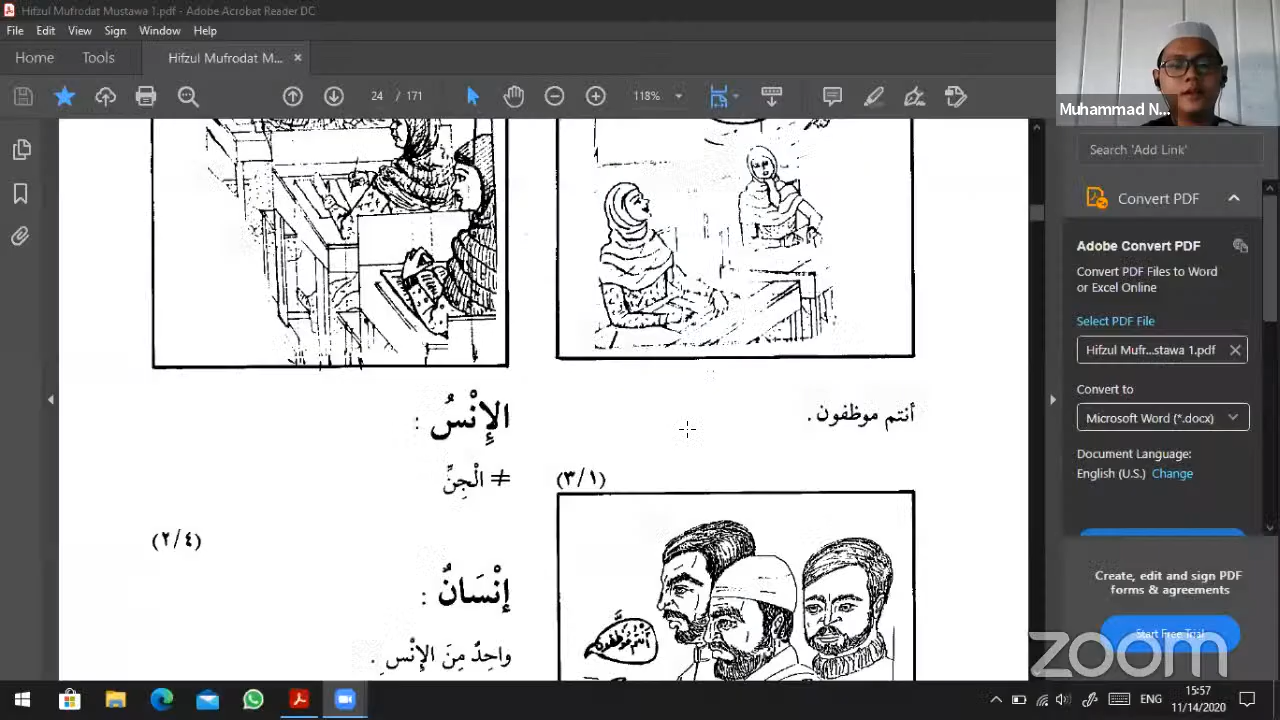 Hifzul Mufrodat Mustawa 1.pdf - Adobe Acrobat Reader DC
File Edit View Sign Window Help
Home Tools Hifzul Mufrodat M... ×
24 / 171 118%
Muhammad N...
Search 'Add Link'
Convert PDF
Adobe Convert PDF
Convert PDF Files to Word
or Excel Online
Select PDF File
Hifzul Mufr...stawa 1.pdf
Convert to
Microsoft Word (*.docx)
Document Language:
English (U.S.) Change
Create, edit and sign PDF
forms & agreements
Start Free Trial
zoom
أنتم موظفون .
(٣/١)
أَنْتُمْ مُوَظَّفُونَ
الإِنْسُ :
≠ الْجِنِّ
(٢/٤)
إِنْسَانٌ :
واحِدٌ مِنَ الإِنْسِ .
ENG
15:57
11/14/2020